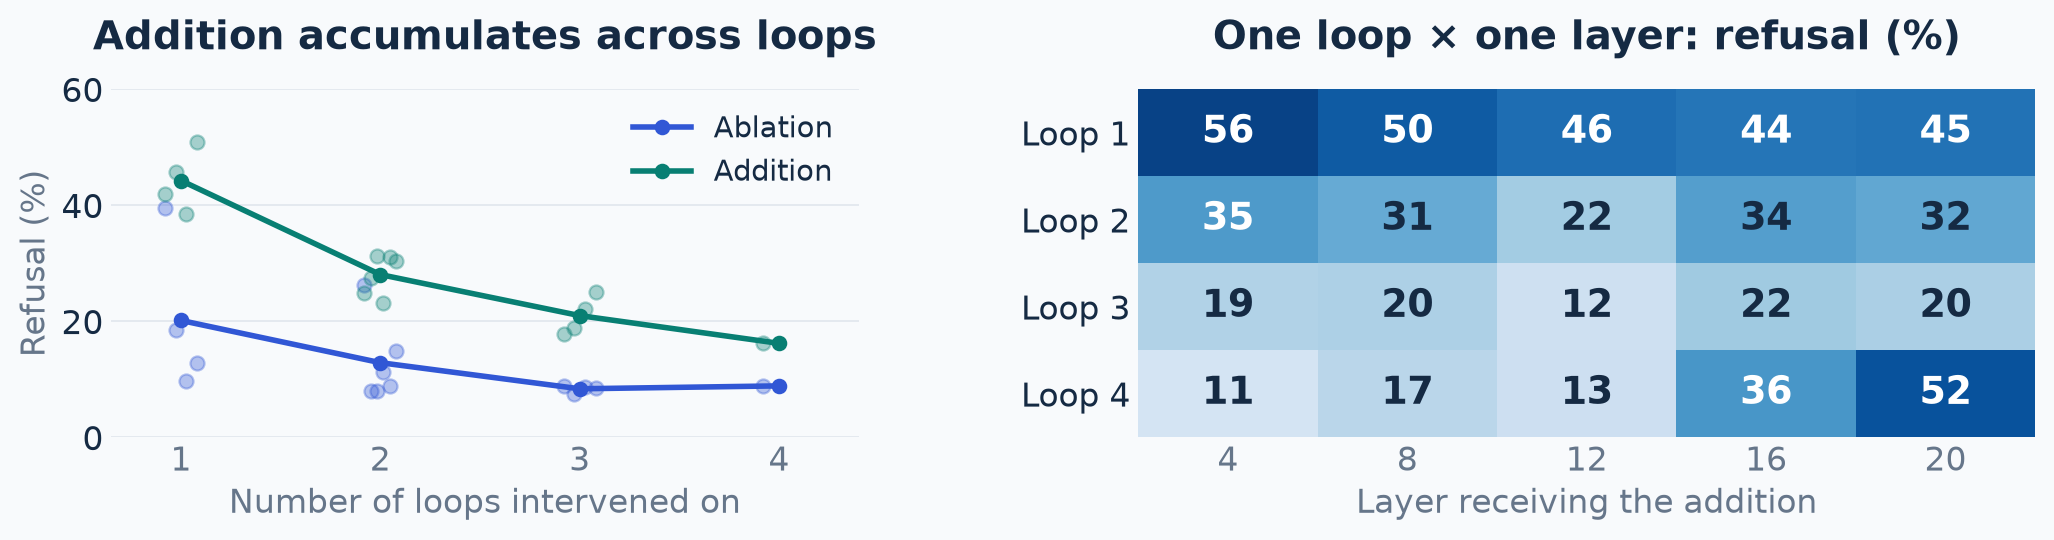 Addition accumulates across loops
60
40
20
0
Refusal (%)
Ablation
Addition
1 2 3 4
Number of loops intervened on
One loop × one layer: refusal (%)
Loop 1 56 50 46 44 45
Loop 2 35 31 22 34 32
Loop 3 19 20 12 22 20
Loop 4 11 17 13 36 52
4 8 12 16 20
Layer receiving the addition